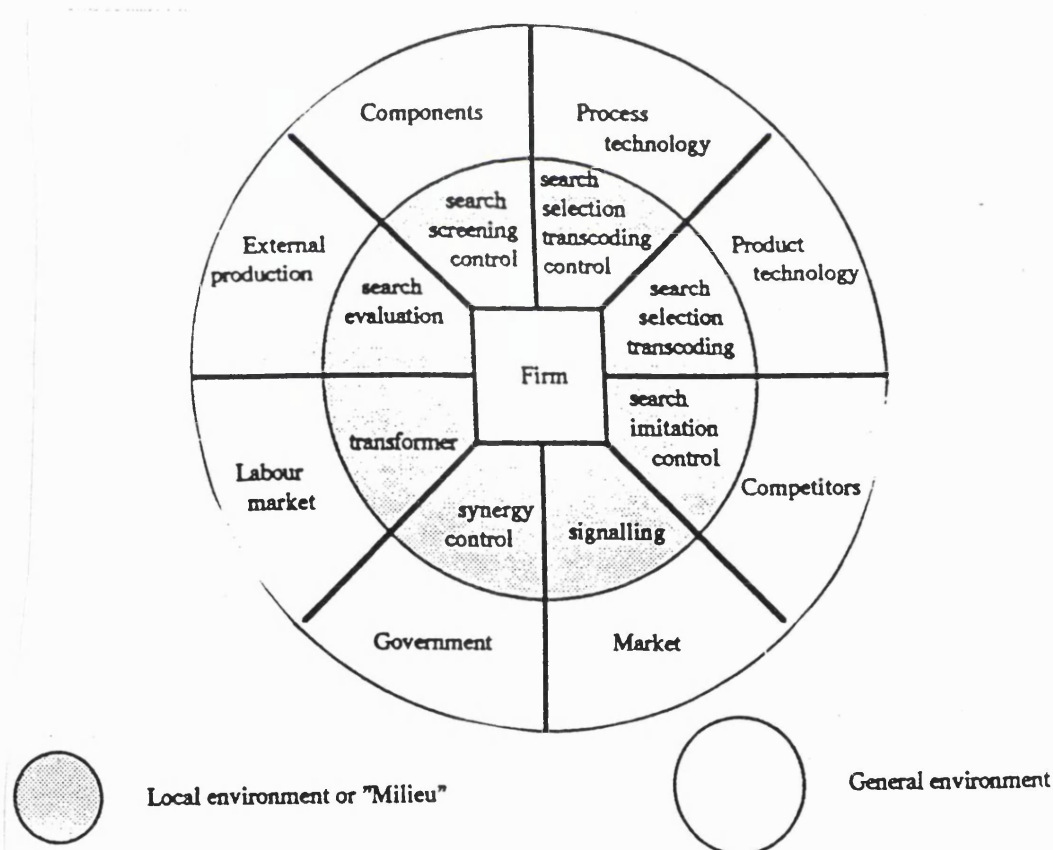 Components
Process
technology
External
production
Product
technology
search
screening
control
search
selection
transcoding
control
search
evaluation
search
selection
transcoding
Firm
transformer
search
imitation
control
Labour
market
Competitors
synergy
control
signalling
Government
Market
Local environment or "Milieu"
General environment